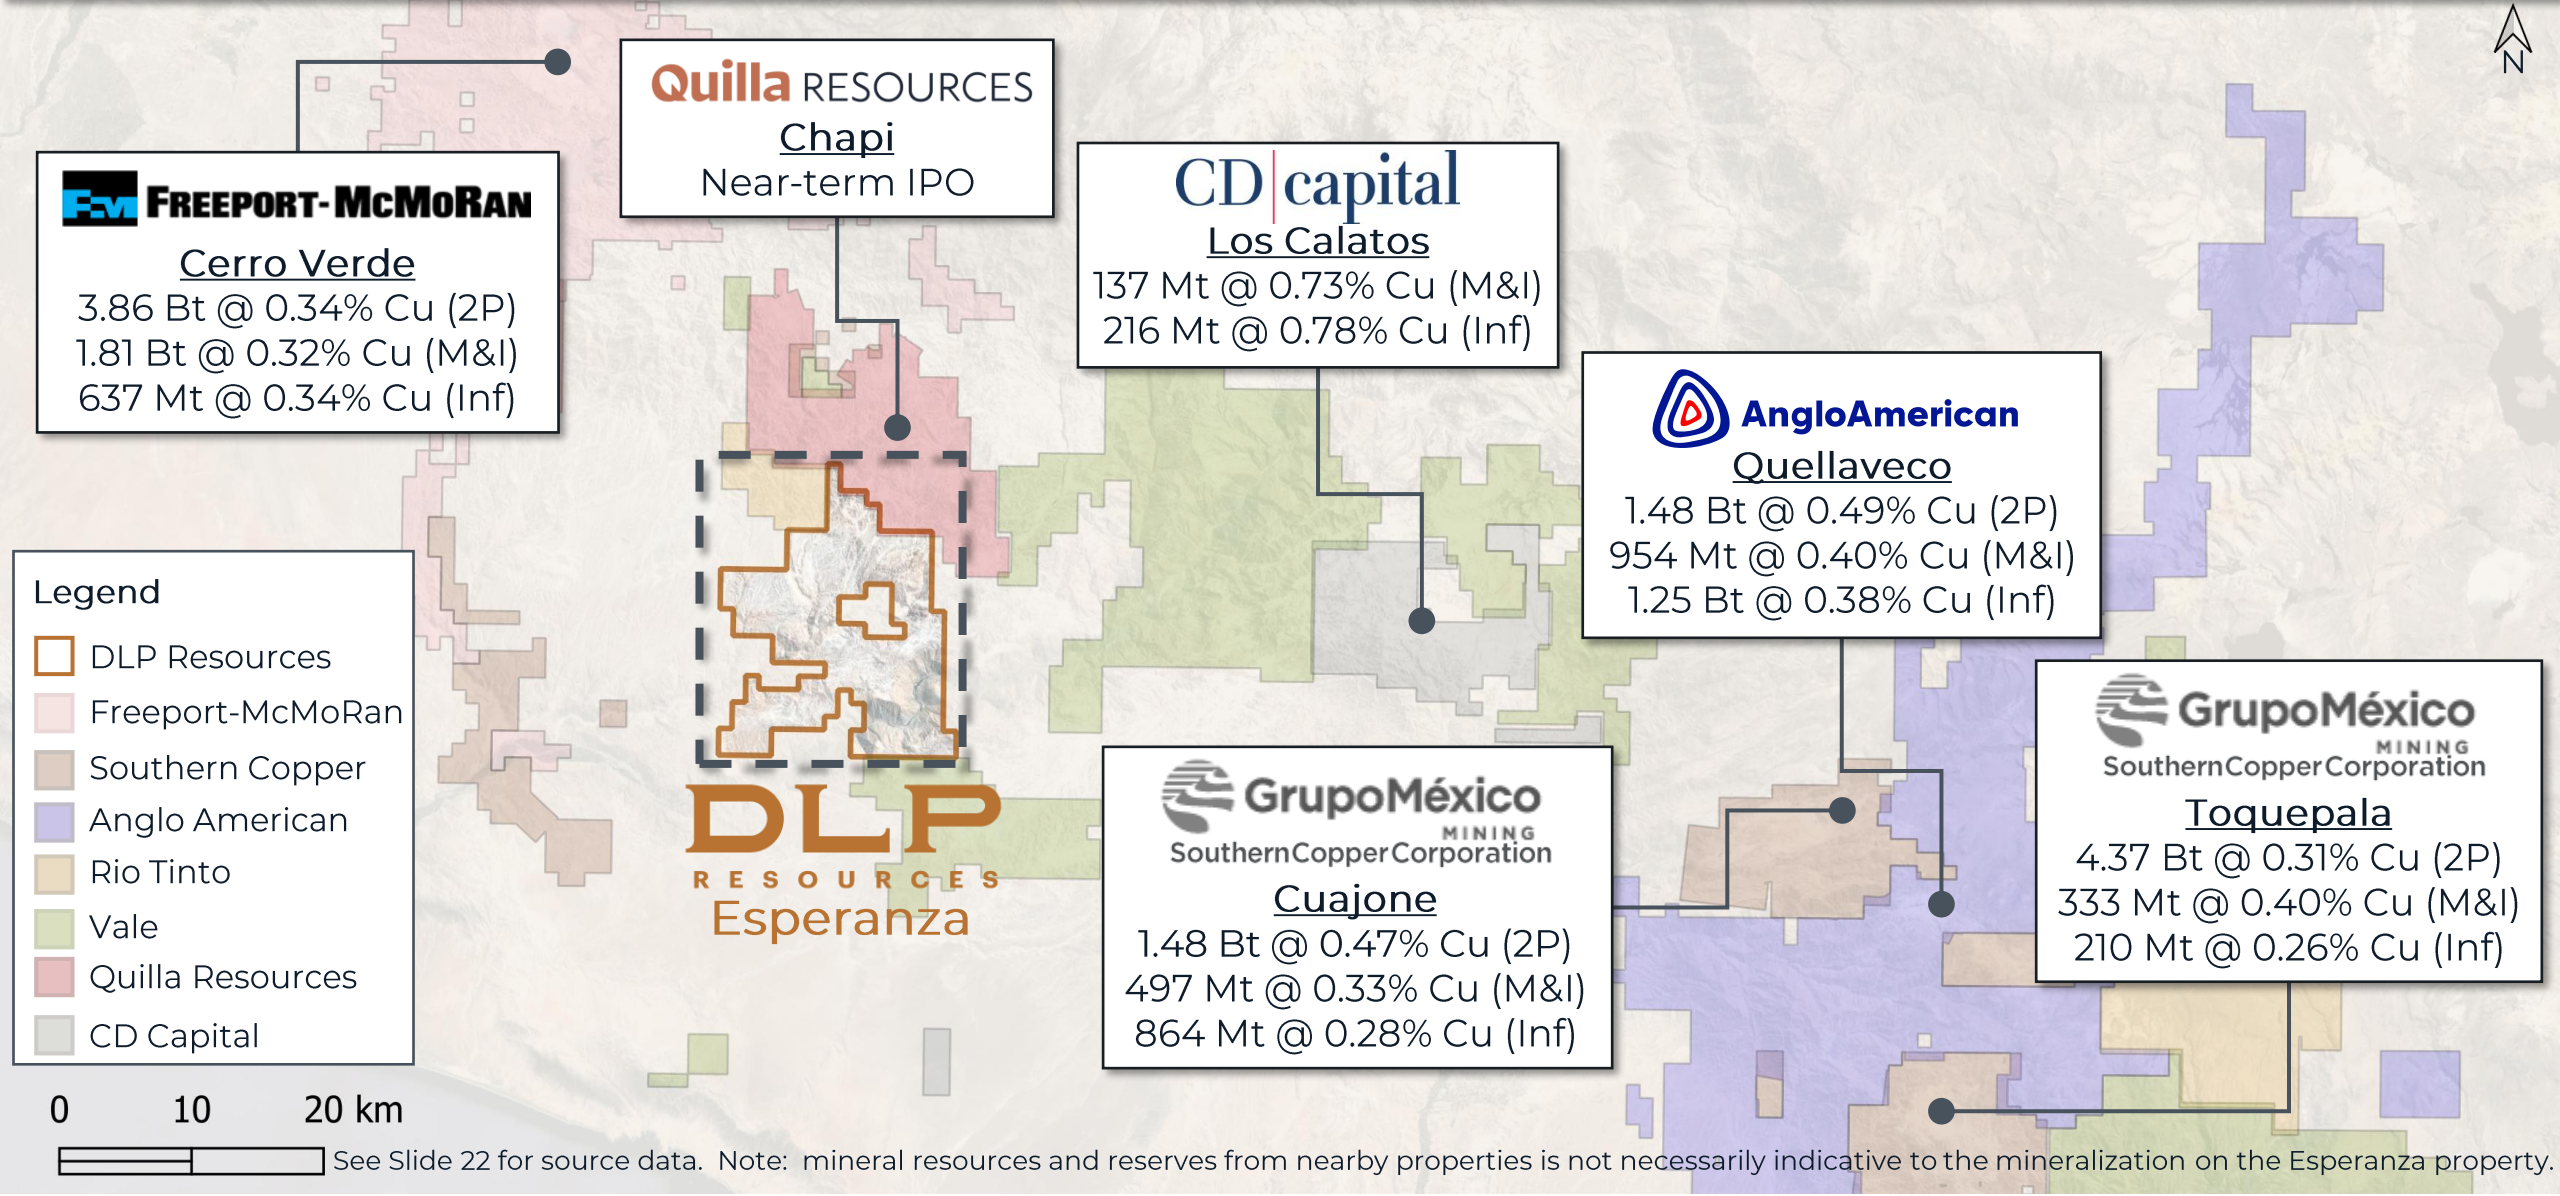 N
Quilla RESOURCES
Chapi
Near-term IPO
FM FREEPORT-MCMORAN
Cerro Verde
3.86 Bt @ 0.34% Cu (2P)
1.81 Bt @ 0.32% Cu (M&I)
637 Mt @ 0.34% Cu (Inf)
CD capital
Los Calatos
137 Mt @ 0.73% Cu (M&I)
216 Mt @ 0.78% Cu (Inf)
AngloAmerican
Quellaveco
1.48 Bt @ 0.49% Cu (2P)
954 Mt @ 0.40% Cu (M&I)
1.25 Bt @ 0.38% Cu (Inf)
GrupoMéxico
MINING
SouthernCopperCorporation
Toquepala
4.37 Bt @ 0.31% Cu (2P)
333 Mt @ 0.40% Cu (M&I)
210 Mt @ 0.26% Cu (Inf)
GrupoMéxico
MINING
SouthernCopperCorporation
Cuajone
1.48 Bt @ 0.47% Cu (2P)
497 Mt @ 0.33% Cu (M&I)
864 Mt @ 0.28% Cu (Inf)
DLP
RESOURCES
Esperanza
Legend
DLP Resources
Freeport-McMoRan
Southern Copper
Anglo American
Rio Tinto
Vale
Quilla Resources
CD Capital
0 10 20 km
See Slide 22 for source data. Note: mineral resources and reserves from nearby properties is not necessarily indicative to the mineralization on the Esperanza property.